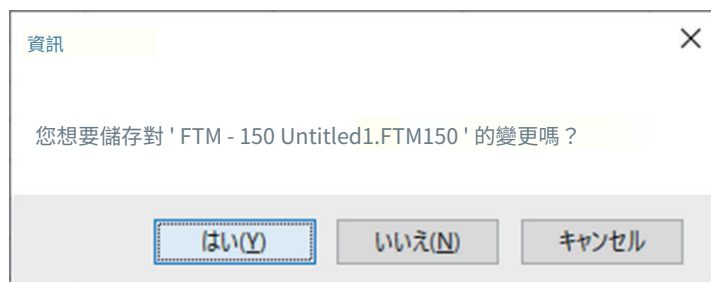 資訊
您想要儲存對 ' FTM - 150 Untitled1.FTM150 ' 的變更嗎？
はい(Y)
いいえ(N)
キャンセル